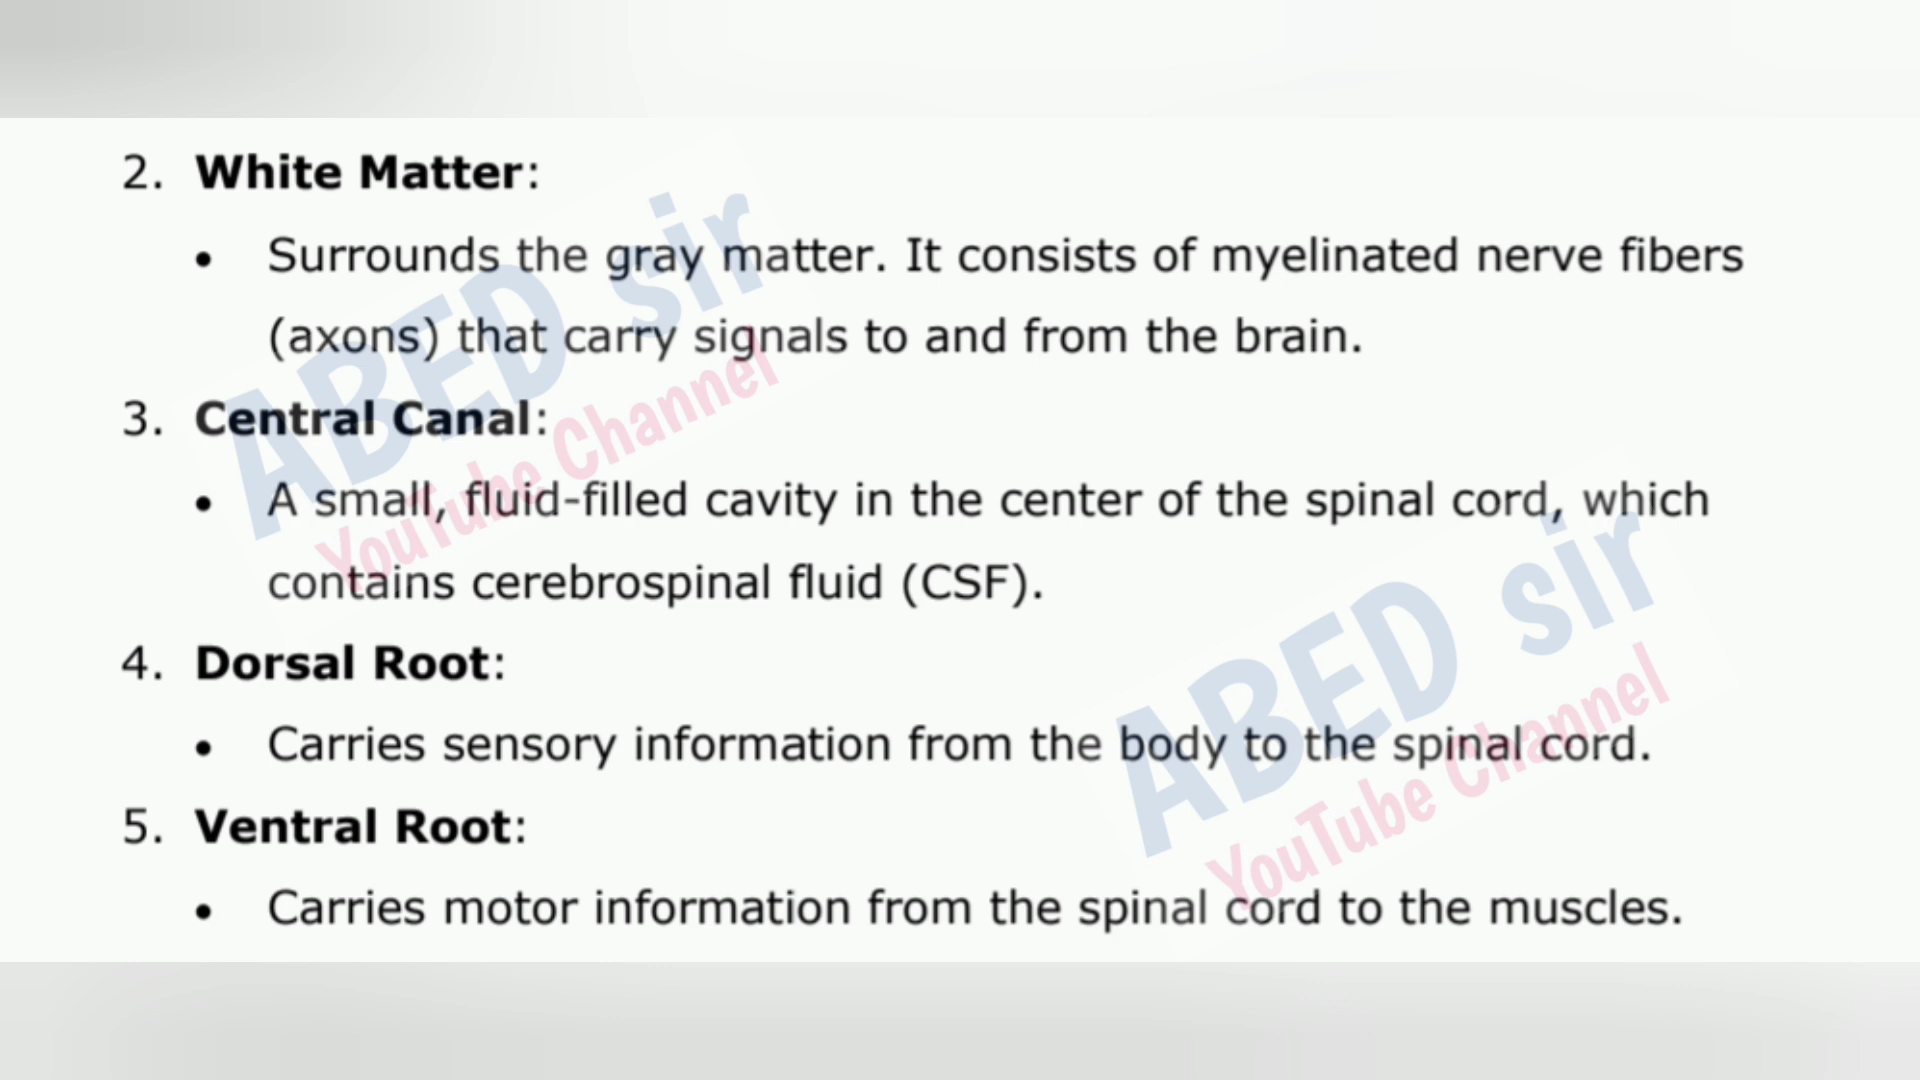 2. White Matter:
• Surrounds the gray matter. It consists of myelinated nerve fibers
(axons) that carry signals to and from the brain.
3. Central Canal:
• A small, fluid-filled cavity in the center of the spinal cord, which
contains cerebrospinal fluid (CSF).
4. Dorsal Root:
• Carries sensory information from the body to the spinal cord.
5. Ventral Root:
• Carries motor information from the spinal cord to the muscles.
ABED sir
YouTube Channel
ABED sir
YouTube Channel